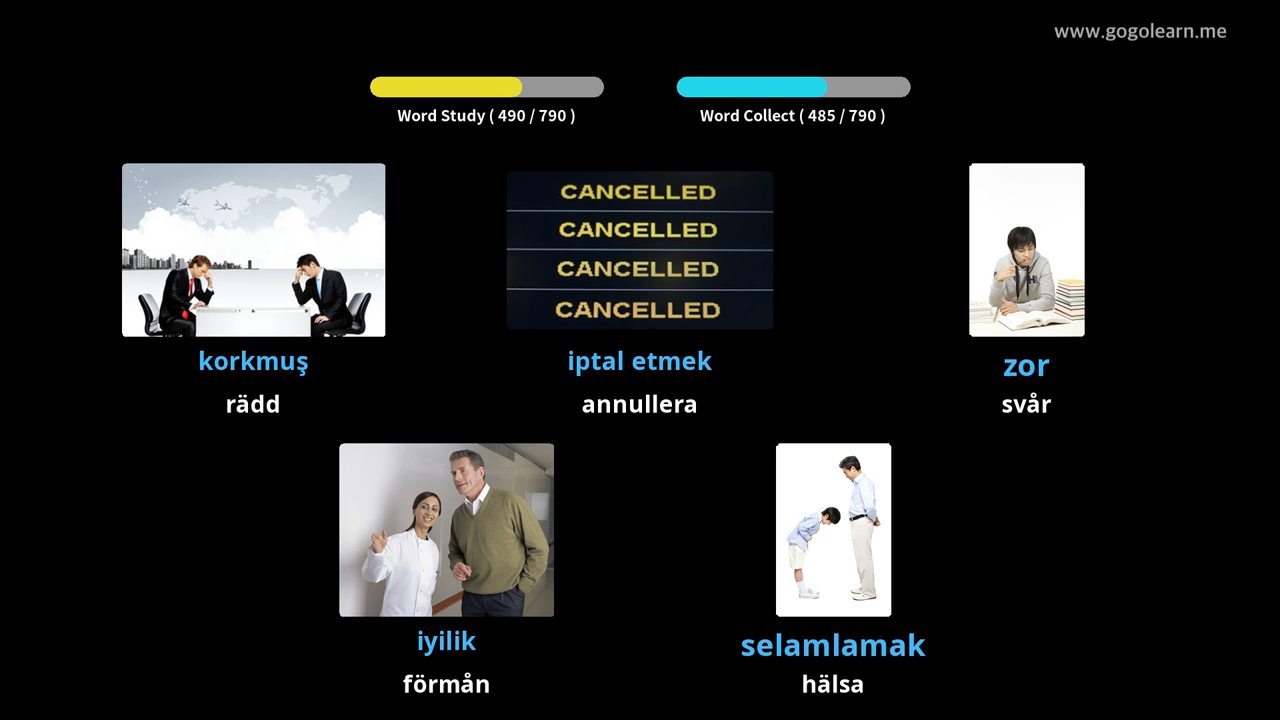 www.gogolearn.me
Word Study ( 490 / 790 )
Word Collect ( 485 / 790 )
CANCELLED
CANCELLED
CANCELLED
CANCELLED
korkmuş
rädd
iptal etmek
annullera
zor
svår
iyilik
förmån
selamlamak
hälsa